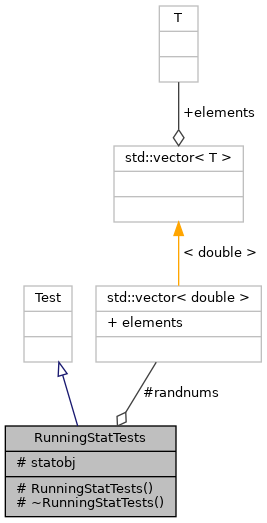 T
+elements
std::vector< T >
< double >
Test
std::vector< double >
+ elements
#randnums
RunningStatTests
# statobj
# RunningStatTests()
# ~RunningStatTests()